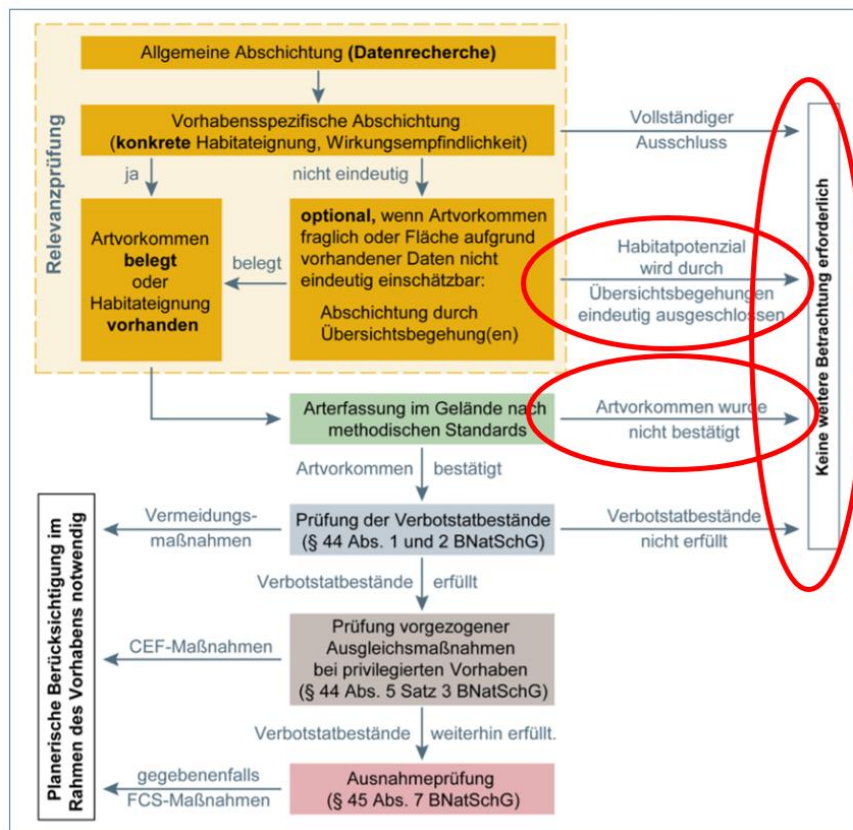 Relevanzprüfung
Allgemeine Abschichtung (Datenrecherche)
Vorhabensspezifische Abschichtung
(konkrete Habitateignung, Wirkungsempfindlichkeit)
Vollständiger
Ausschluss
ja
nicht eindeutig
Artvorkommen
belegt
oder
Habitateignung
vorhanden
belegt
optional, wenn Artvorkommen
fraglich oder Fläche aufgrund
vorhandener Daten nicht
eindeutig einschätzbar:
Abschichtung durch
Übersichtsbegehung(en)
Habitatpotenzial
wird durch
Übersichtsbegehungen
eindeutig ausgeschlossen
Keine weitere Betrachtung erforderlich
Arterfassung im Gelände nach
methodischen Standards
Artvorkommen wurde
nicht bestätigt
Artvorkommen bestätigt
Vermeidungs-
maßnahmen
Prüfung der Verbotstatbestände
(§ 44 Abs. 1 und 2 BNatSchG)
Verbotstatbestände
nicht erfüllt
Verbotstatbestände erfüllt
Planerische Berücksichtigung im
Rahmen des Vorhabens notwendig
CEF-Maßnahmen
Prüfung vorgezogener
Ausgleichsmaßnahmen
bei privilegierten Vorhaben
(§ 44 Abs. 5 Satz 3 BNatSchG)
Verbotstatbestände weiterhin erfüllt.
gegebenenfalls
FCS-Maßnahmen
Ausnahmeprüfung
(§ 45 Abs. 7 BNatSchG)